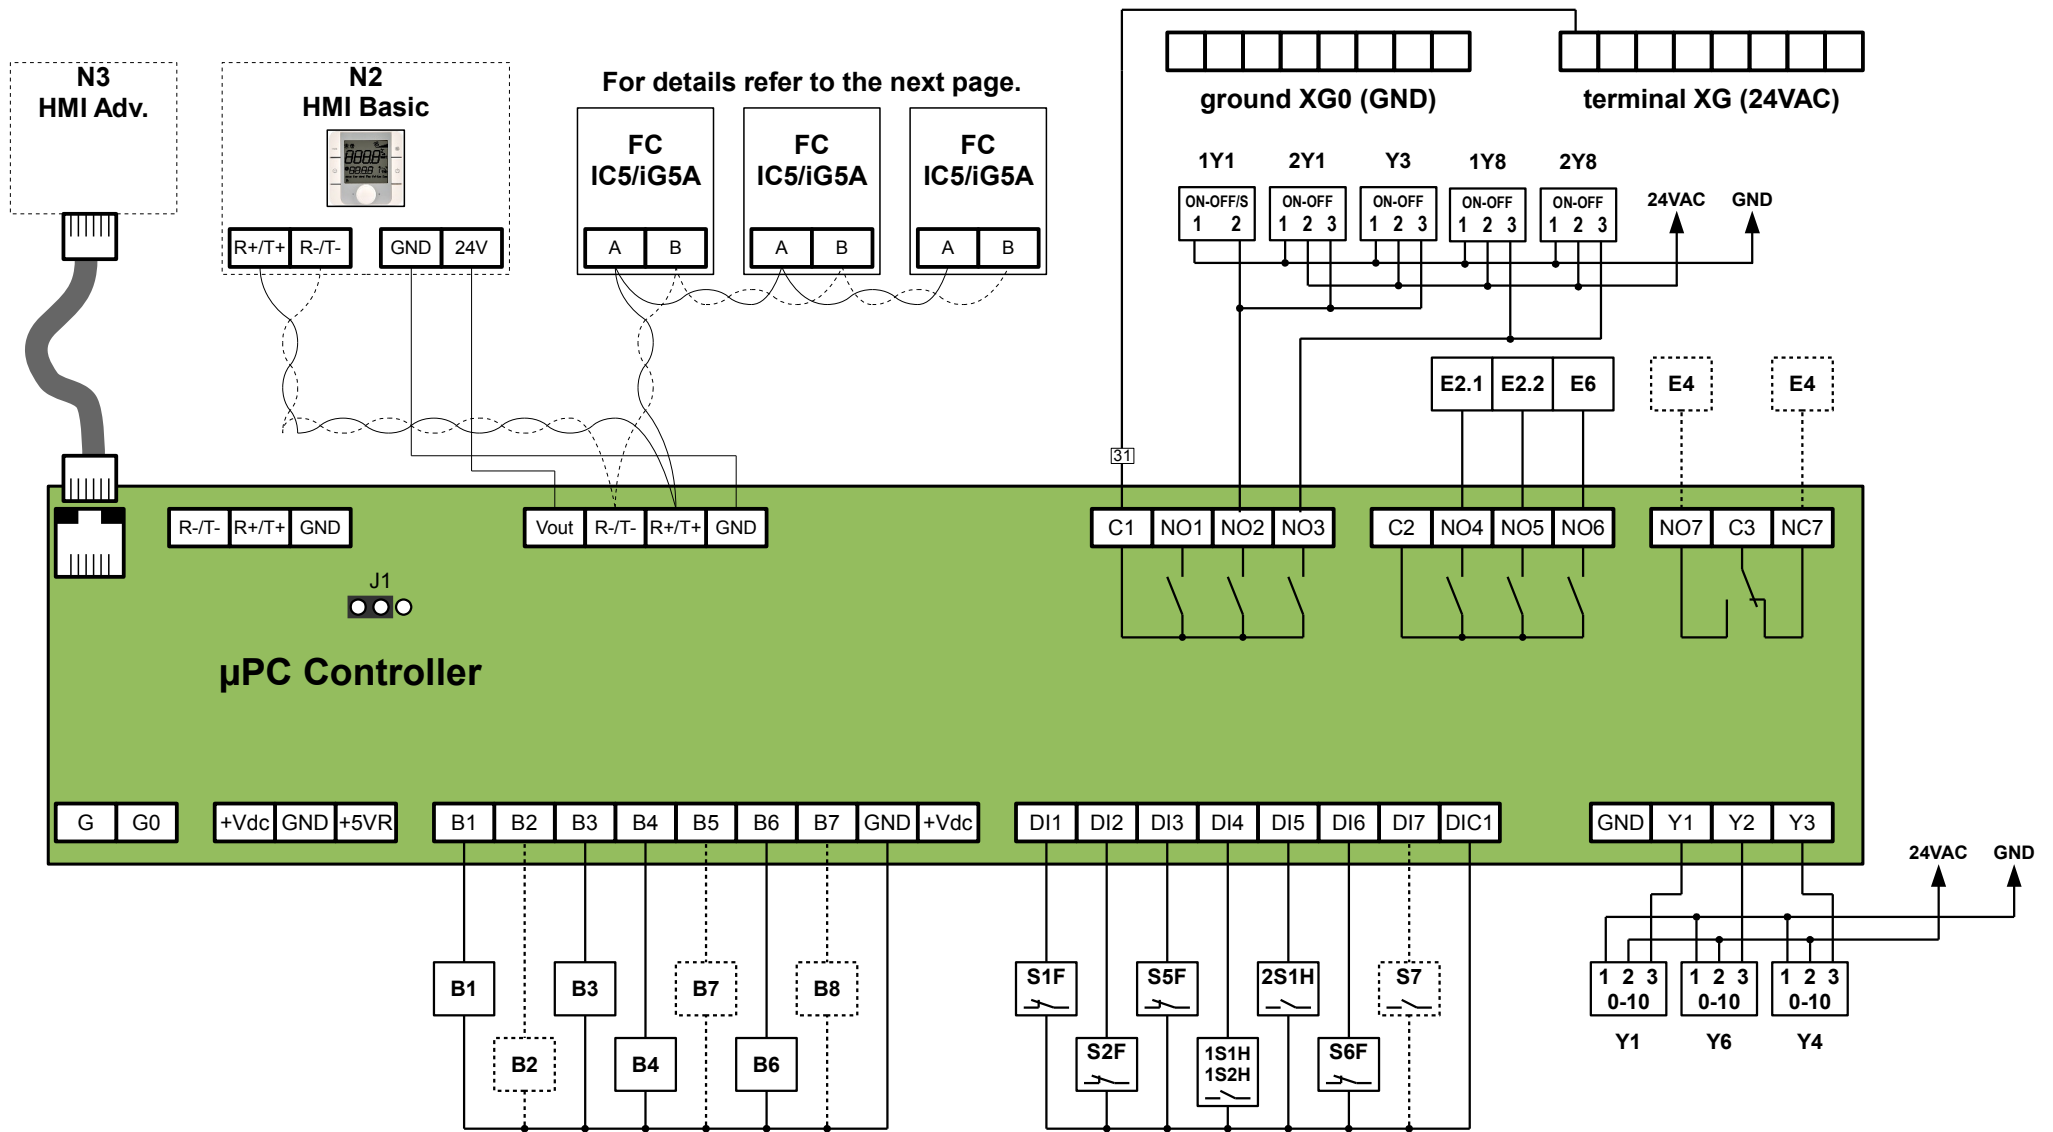 N3
HMI Adv.
N2
HMI Basic
R+/T+ R-/T- GND 24V
For details refer to the next page.
FC
IC5/iG5A
A B
FC
IC5/iG5A
A B
FC
IC5/iG5A
A B
ground XG0 (GND)
terminal XG (24VAC)
1Y1 2Y1 Y3 1Y8 2Y8
ON-OFF/S ON-OFF ON-OFF ON-OFF ON-OFF
1 2 1 2 3 1 2 3 1 2 3 1 2 3
24VAC GND
E2.1 E2.2 E6 E4 E4
31
R-/T- R+/T+ GND
Vout R-/T- R+/T+ GND
C1 NO1 NO2 NO3
C2 NO4 NO5 NO6
NO7 C3 NC7
J1
µPC Controller
G G0
+Vdc GND +5VR
B1 B2 B3 B4 B5 B6 B7 GND +Vdc
DI1 DI2 DI3 DI4 DI5 DI6 DI7 DIC1
GND Y1 Y2 Y3
24VAC GND
B1 B3 B7 B8
B2 B4 B6
S1F S5F 2S1H S7
S2F 1S1H
1S2H
S6F
1 2 3 1 2 3 1 2 3
0-10 0-10 0-10
Y1 Y6 Y4